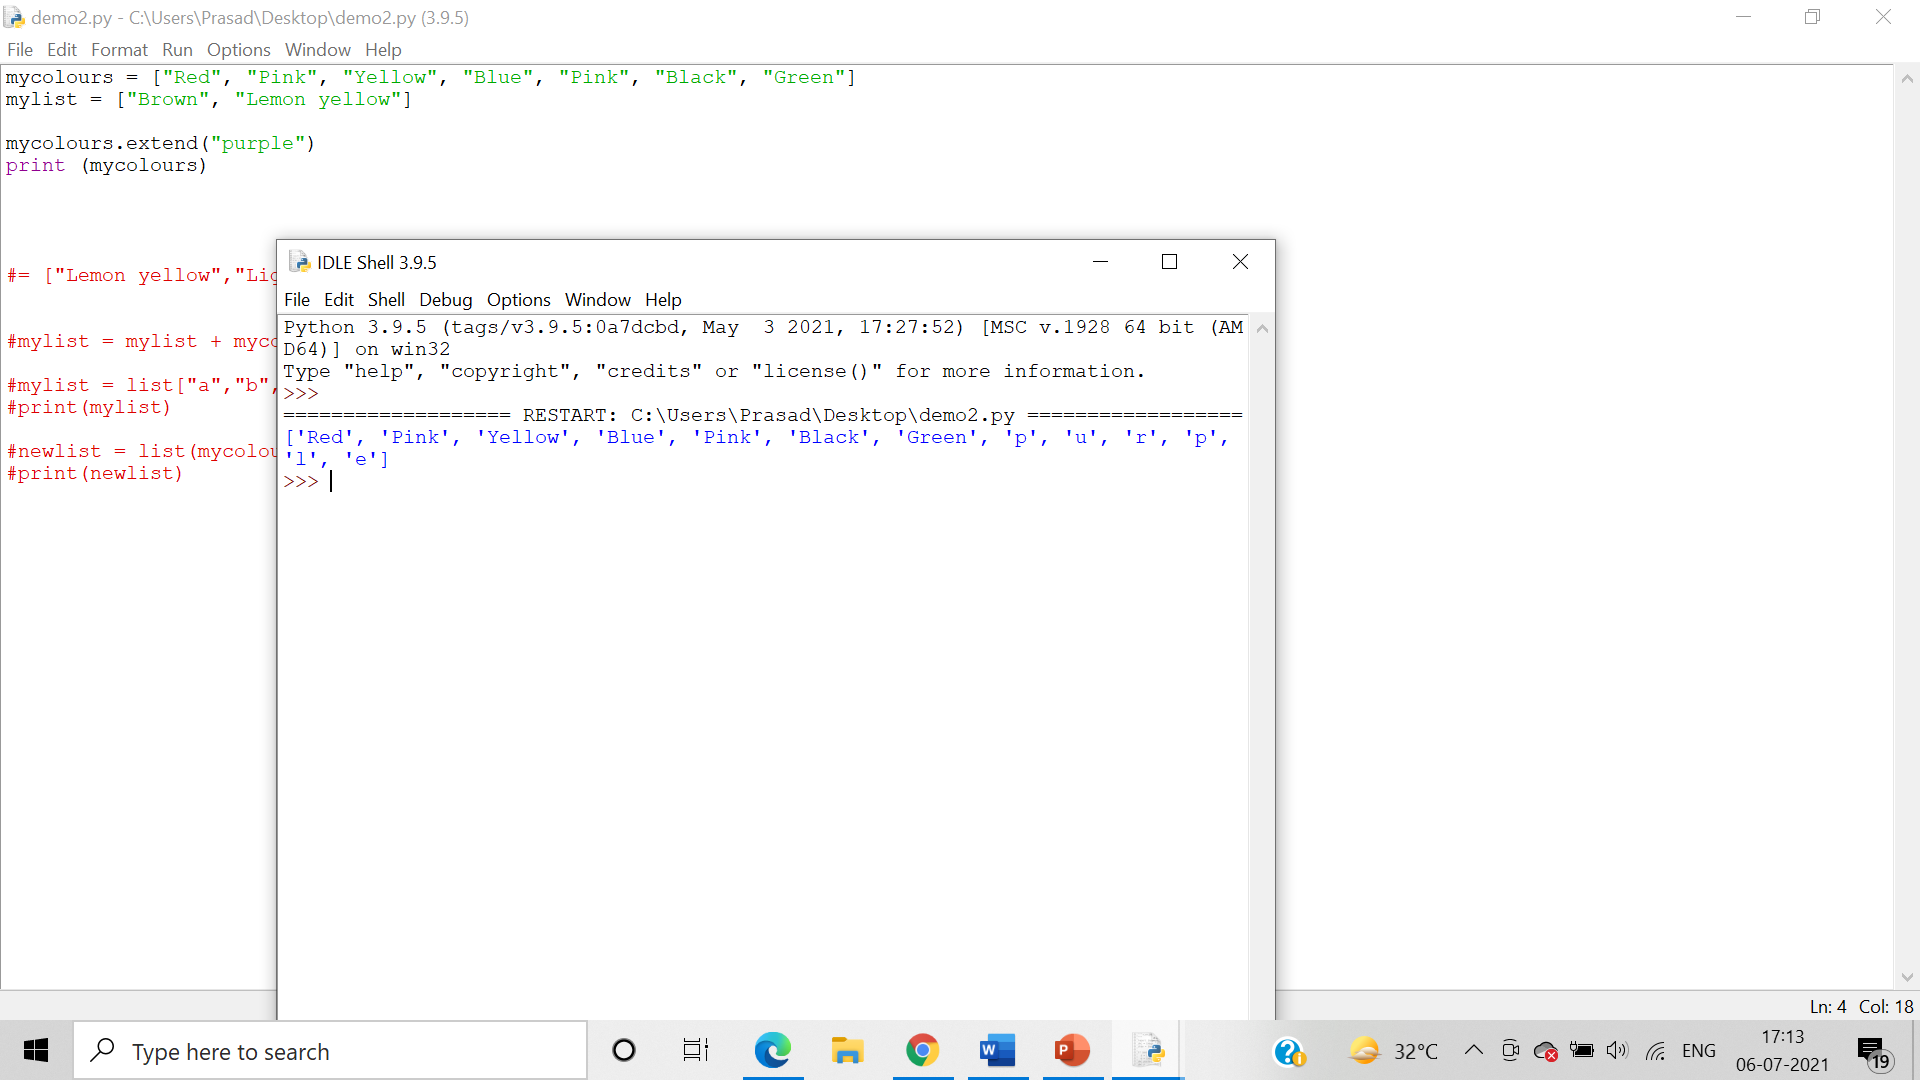 demo2.py - C:\Users\Prasad\Desktop\demo2.py (3.9.5)
File Edit Format Run Options Window Help
mycolours = ["Red", "Pink", "Yellow", "Blue", "Pink", "Black", "Green"]
mylist = ["Brown", "Lemon yellow"]
mycolours.extend("purple")
print (mycolours)
#= ["Lemon yellow","Lig
#mylist = mylist + myco
#mylist = list["a","b",
#print(mylist)
#newlist = list(mycolou
#print(newlist)
IDLE Shell 3.9.5
File Edit Shell Debug Options Window Help
Python 3.9.5 (tags/v3.9.5:0a7dcbd, May  3 2021, 17:27:52) [MSC v.1928 64 bit (AM
D64)] on win32
Type "help", "copyright", "credits" or "license()" for more information.
>>>
=================== RESTART: C:\Users\Prasad\Desktop\demo2.py ==================
['Red', 'Pink', 'Yellow', 'Blue', 'Pink', 'Black', 'Green', 'p', 'u', 'r', 'p',
'l', 'e']
>>>
Ln: 4 Col: 18
Type here to search
32°C
ENG
17:13
06-07-2021
19